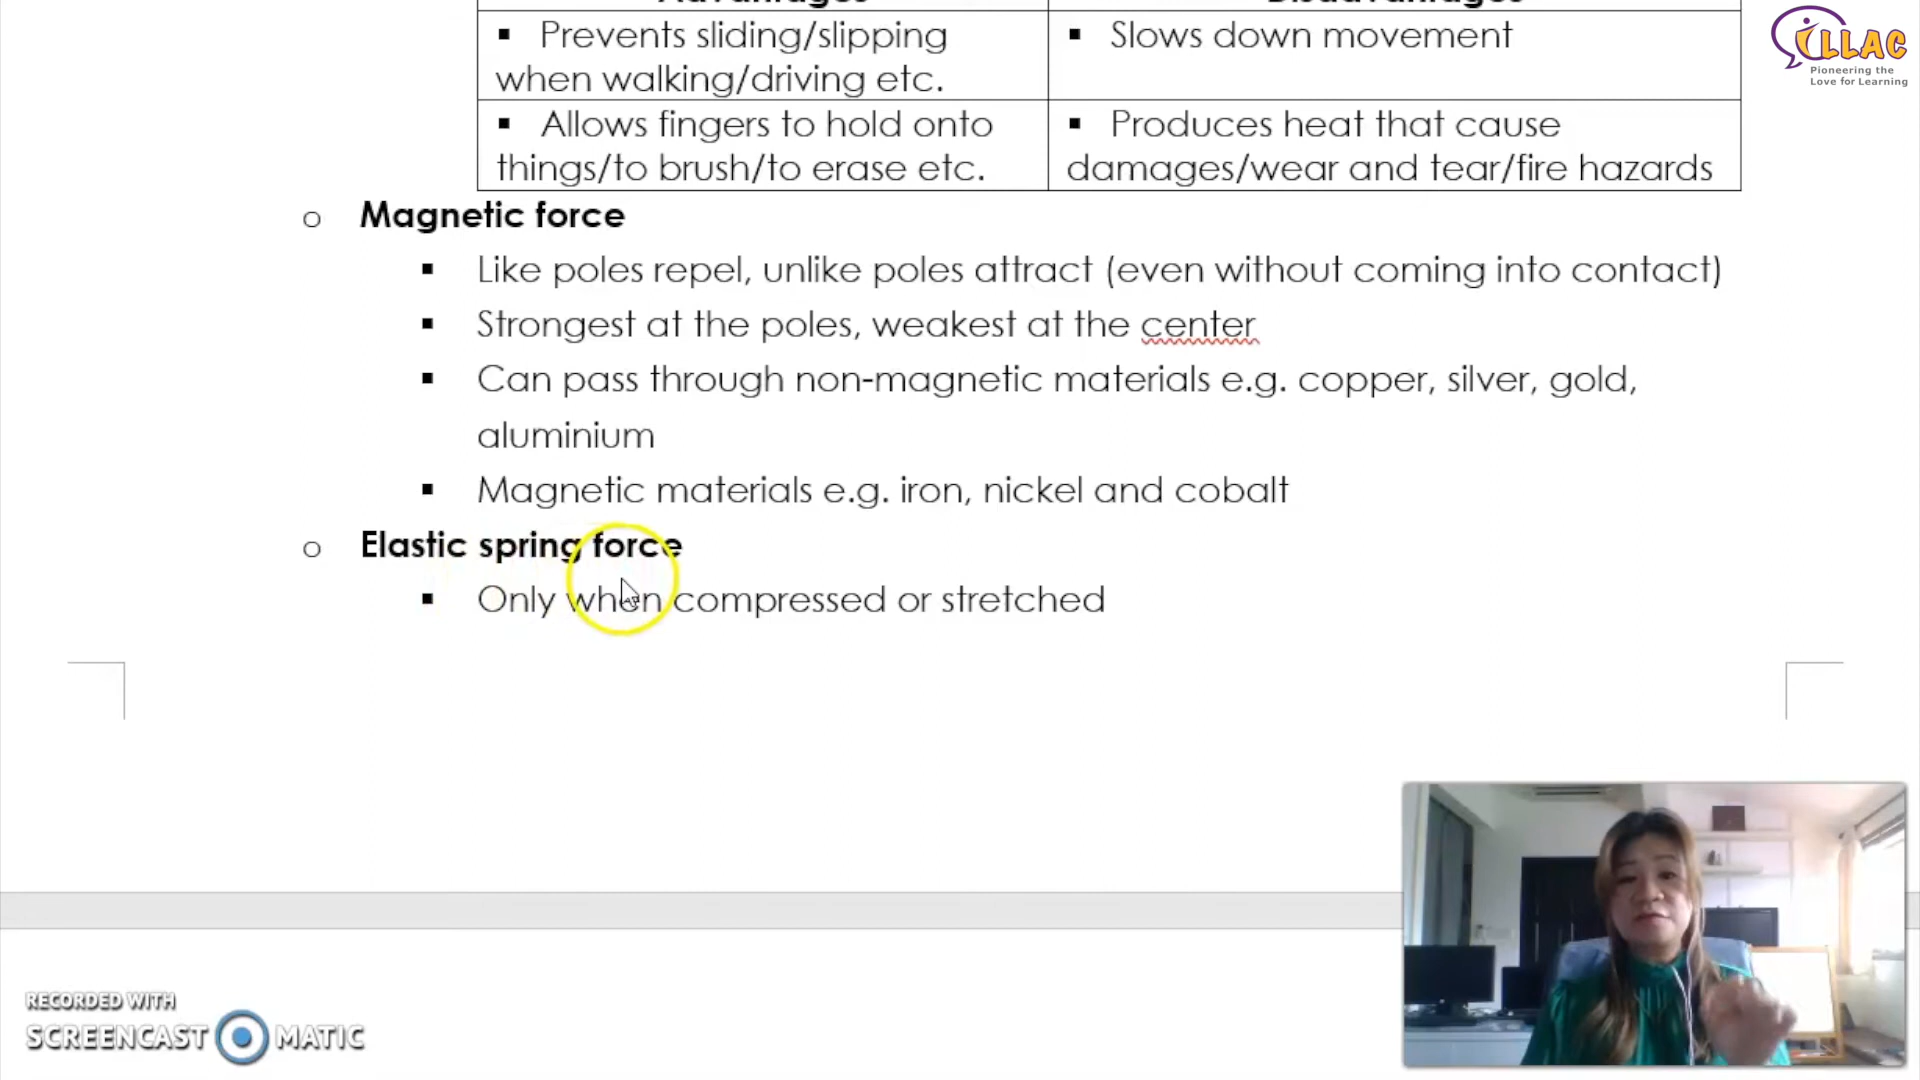 Advantages Disadvantages
▪ Prevents sliding/slipping
when walking/driving etc.
▪ Slows down movement
▪ Allows fingers to hold onto
things/to brush/to erase etc.
▪ Produces heat that cause
damages/wear and tear/fire hazards
o Magnetic force
▪ Like poles repel, unlike poles attract (even without coming into contact)
▪ Strongest at the poles, weakest at the center
▪ Can pass through non-magnetic materials e.g. copper, silver, gold,
aluminium
▪ Magnetic materials e.g. iron, nickel and cobalt
o Elastic spring force
▪ Only when compressed or stretched
iLLAC
Pioneering the
Love for Learning
RECORDED WITH
SCREENCAST MATIC